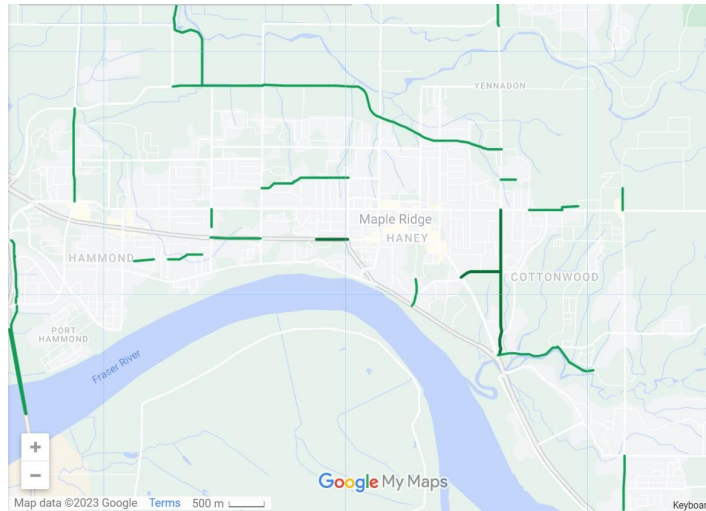 YENNADON
Maple Ridge
HANEY
HAMMOND
COTTONWOOD
PORT
HAMMOND
Fraser River
+
−
Google My Maps
Map data ©2023 Google Terms 500 m
Keyboar